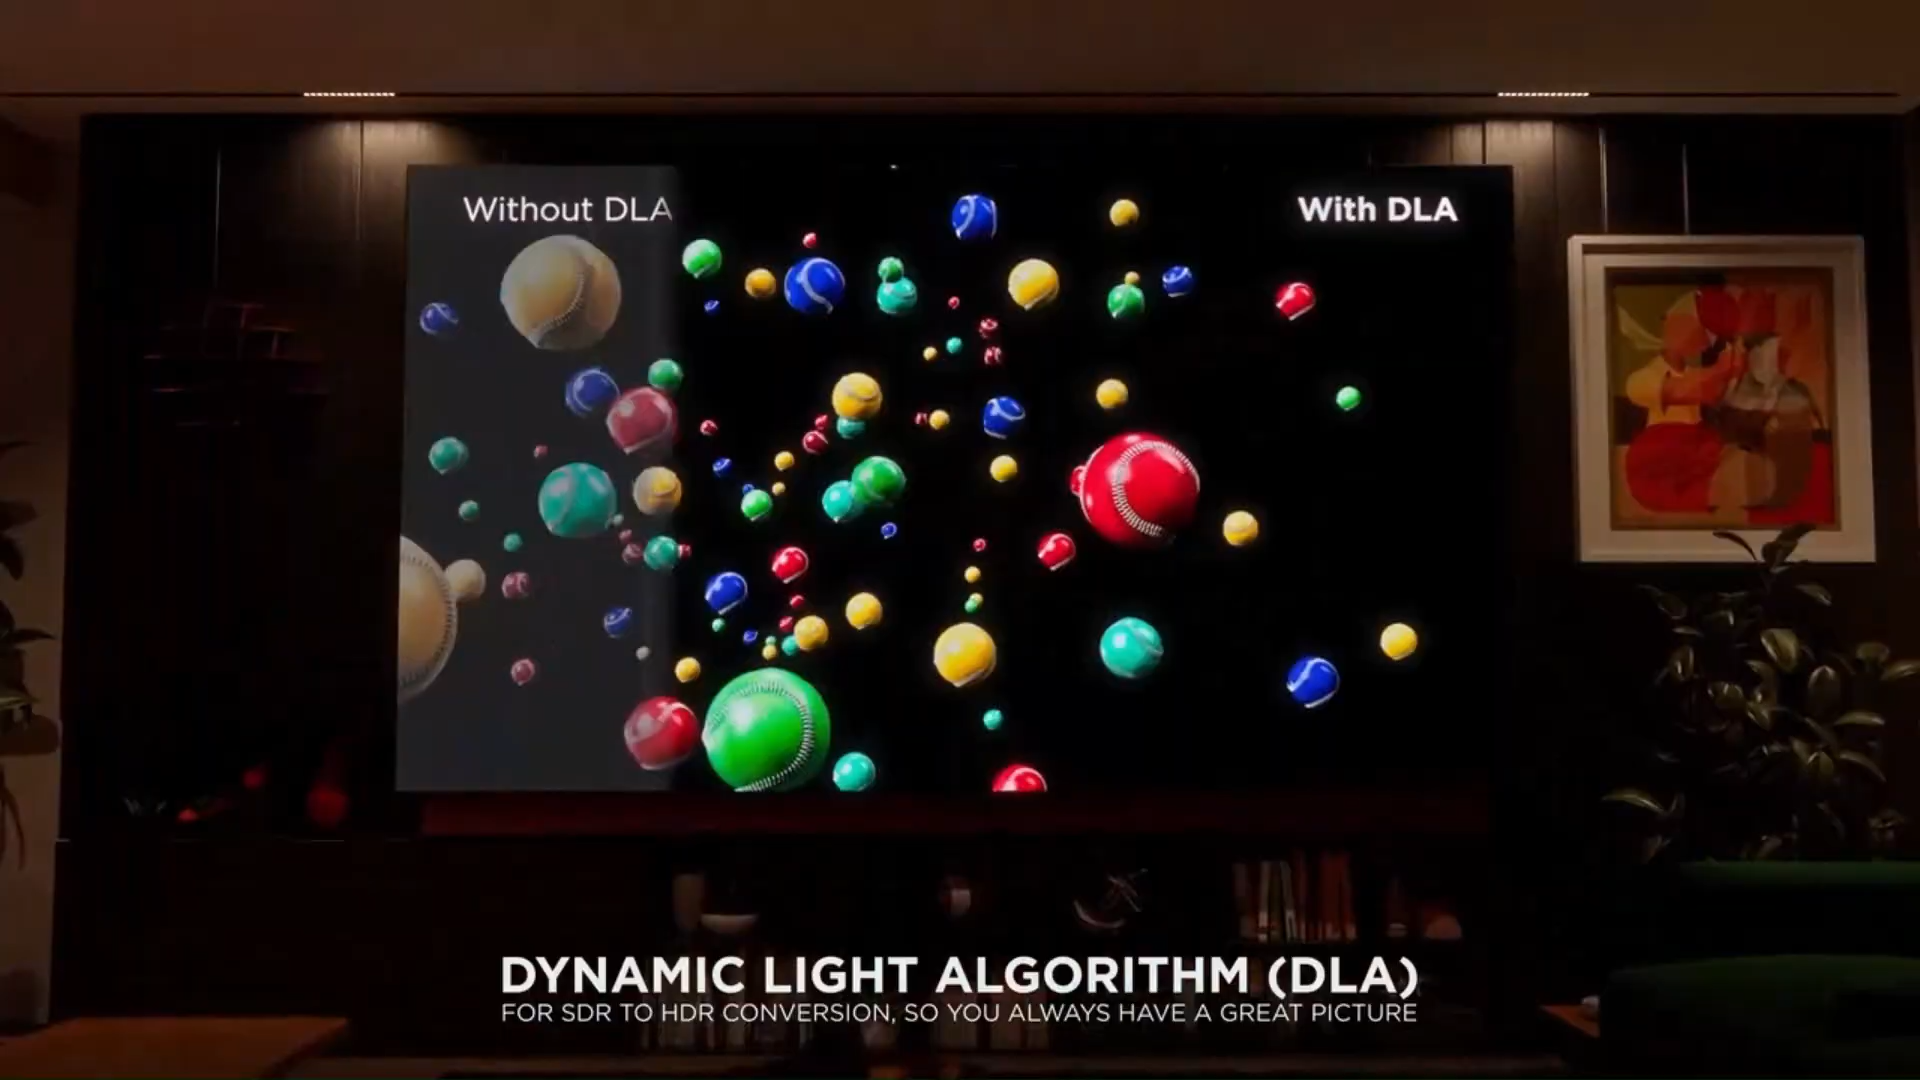 Without DLA
With DLA
DYNAMIC LIGHT ALGORITHM (DLA)
FOR SDR TO HDR CONVERSION, SO YOU ALWAYS HAVE A GREAT PICTURE